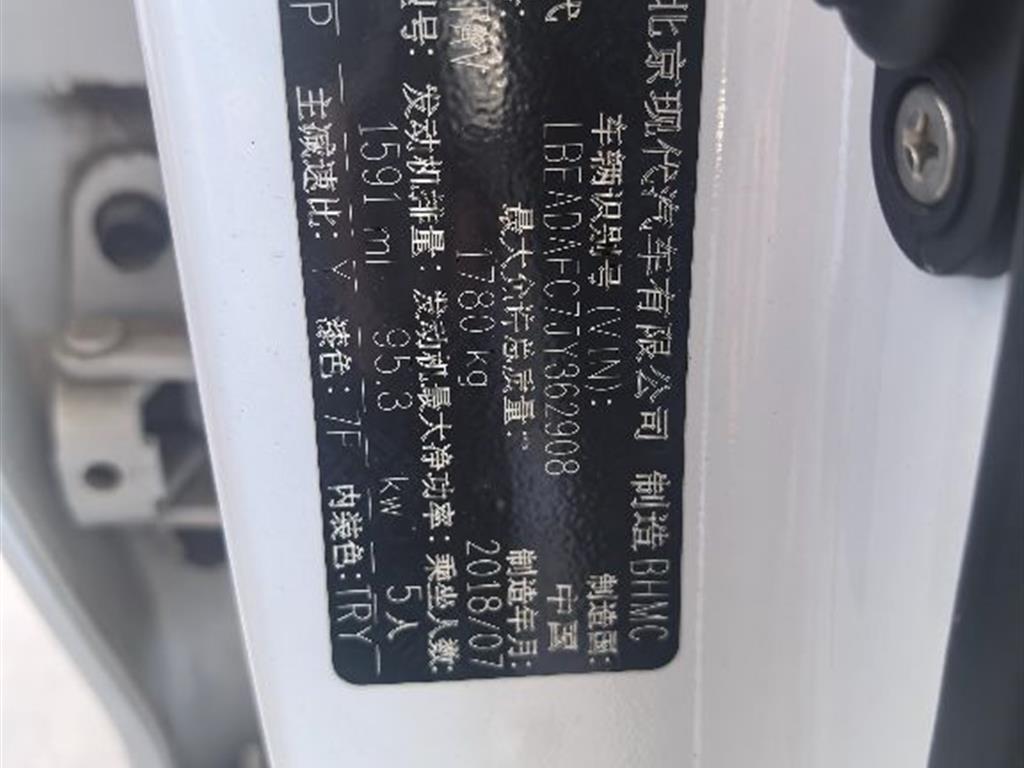 北京现代汽车有限公司 制造 BHMC
代
车辆识别号 (VIN): 制造国:
LBEADAFC7JY362908 中国
最大允许总质量: 制造年月:
1780 kg 2018/07
号: 发动机排量: 发动机最大净功率: 乘坐人数:
1591 ml 95.3 kw 5人
主减速比: 漆色: 内装色:
P Y 7F TRY